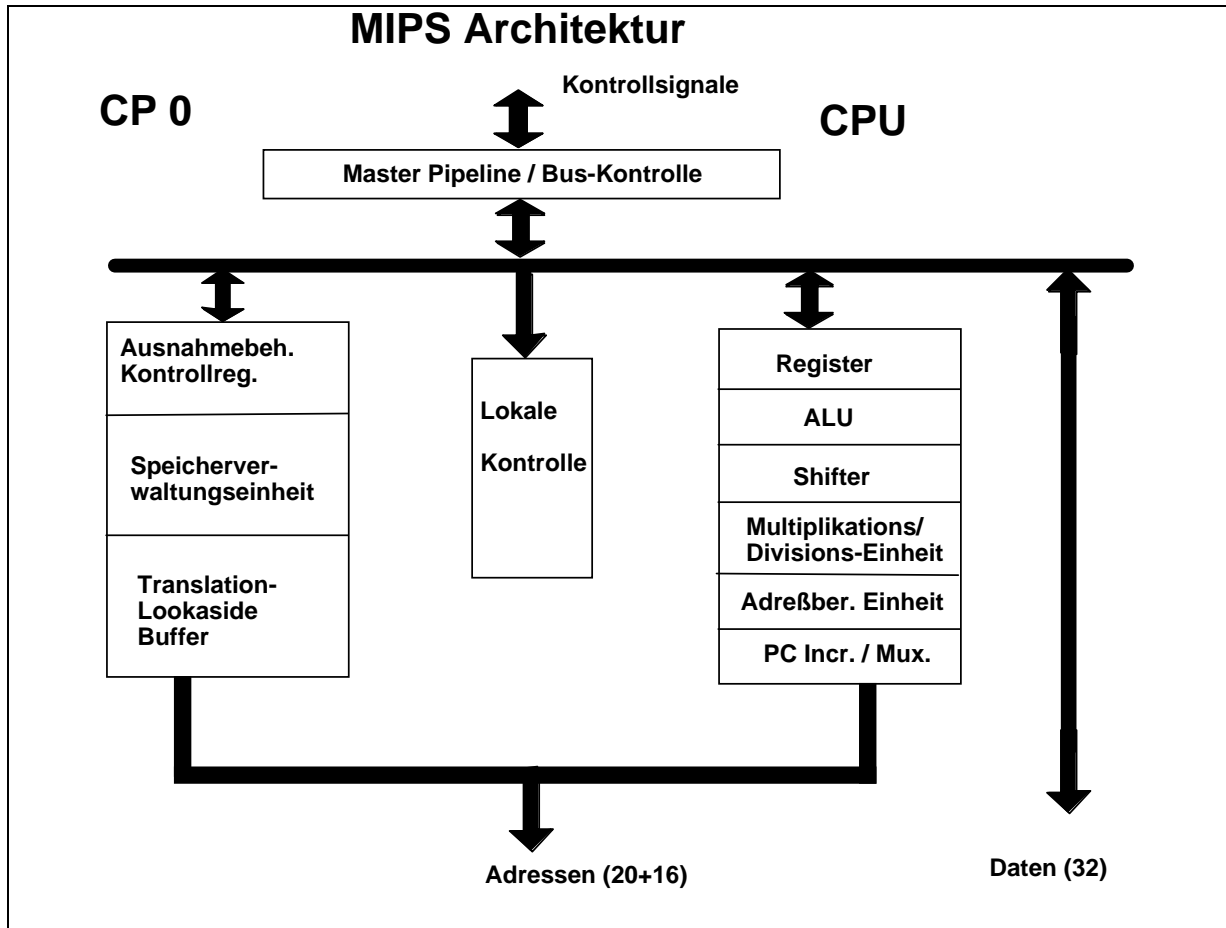 MIPS Architektur
Kontrollsignale
CP 0
CPU
Master Pipeline / Bus-Kontrolle
Ausnahmebeh.
Kontrollreg.
Speicherver-
waltungseinheit
Translation-
Lookaside
Buffer
Lokale
Kontrolle
Register
ALU
Shifter
Multiplikations/
Divisions-Einheit
Adreßber. Einheit
PC Incr. / Mux.
Adressen (20+16)
Daten (32)